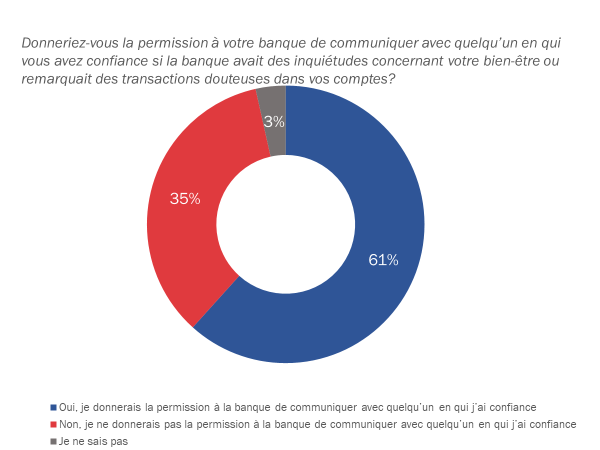 Donneriez-vous la permission à votre banque de communiquer avec quelqu'un en qui
vous avez confiance si la banque avait des inquiétudes concernant votre bien-être ou
remarquait des transactions douteuses dans vos comptes?
3%
35%
61%
Oui, je donnerais la permission à la banque de communiquer avec quelqu'un en qui j'ai confiance
Non, je ne donnerais pas la permission à la banque de communiquer avec quelqu'un en qui j'ai confiance
Je ne sais pas